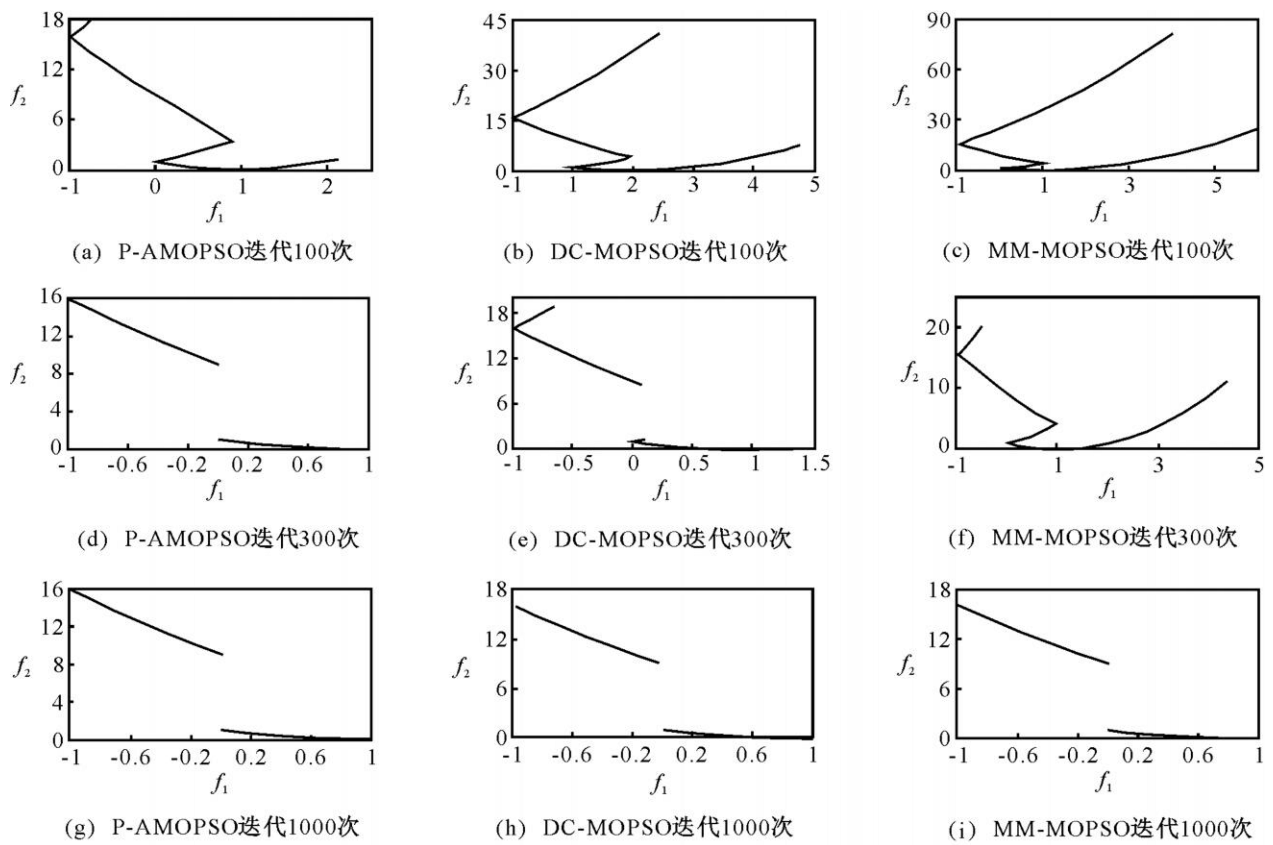 18
12
f₂
6
0
-1 0 1 2
f₁
(a) P-AMOPSO迭代100次
45
30
f₂
15
0
-1 1 2 3 4 5
f₁
(b) DC-MOPSO迭代100次
90
60
f₂
30
0
-1 1 3 5
f₁
(c) MM-MOPSO迭代100次
16
12
f₂
8
4
0
-1 -0.6 -0.2 0.2 0.6 1
f₁
(d) P-AMOPSO迭代300次
18
12
f₂
6
0
-1 -0.5 0 0.5 1 1.5
f₁
(e) DC-MOPSO迭代300次
20
f₂
10
0
-1 1 3 5
f₁
(f) MM-MOPSO迭代300次
16
12
f₂
8
4
0
-1 -0.6 -0.2 0.2 0.6 1
f₁
(g) P-AMOPSO迭代1000次
18
12
f₂
6
0
-1 -0.6 -0.2 0.2 0.6 1
f₁
(h) DC-MOPSO迭代1000次
18
12
f₂
6
0
-1 -0.6 -0.2 0.2 0.6 1
f₁
(i) MM-MOPSO迭代1000次